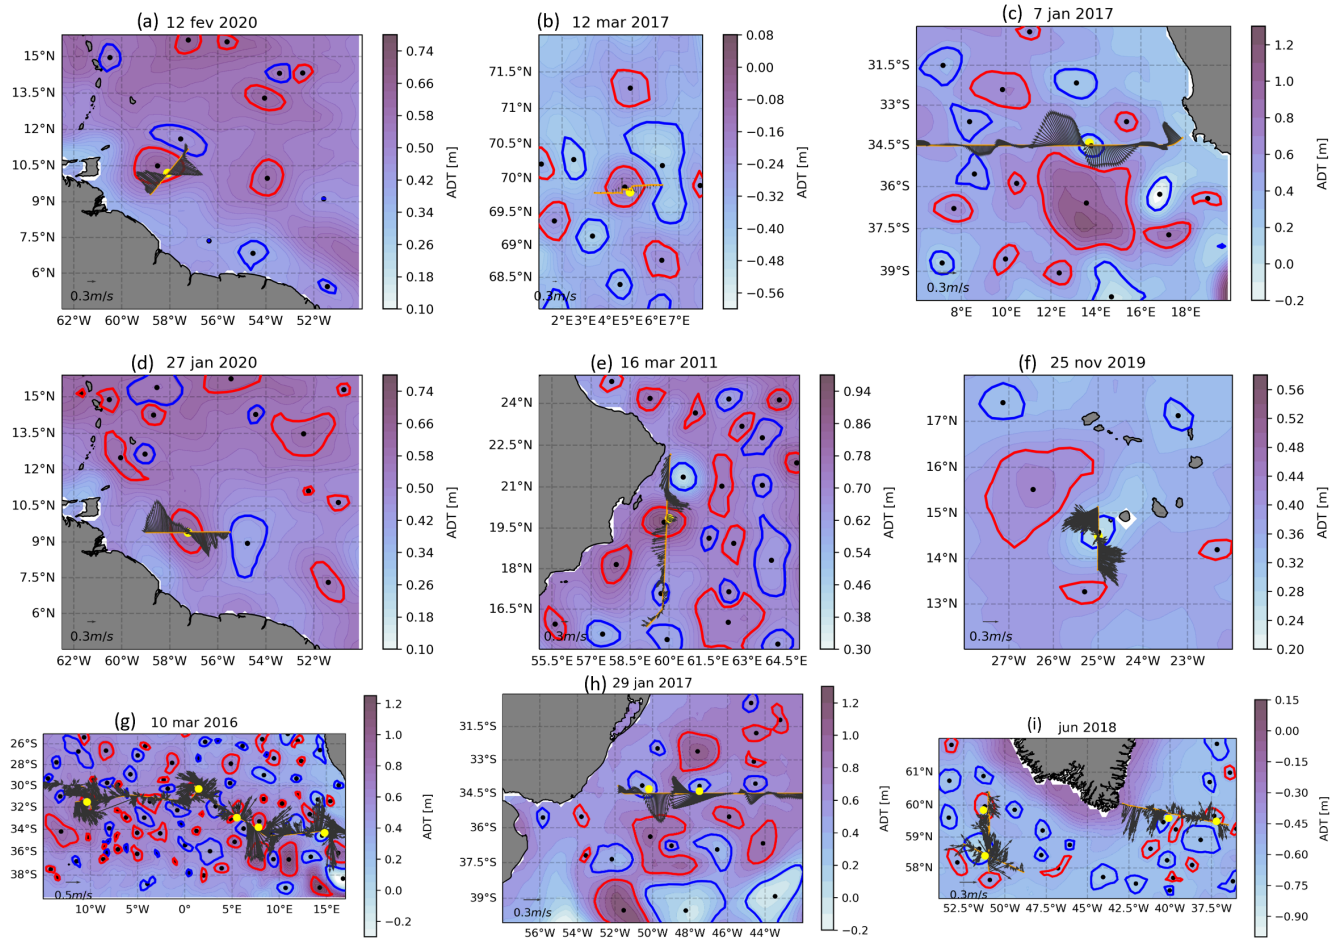 (a) 12 fev 2020
15°N
13.5°N
12°N
10.5°N
9°N
7.5°N
6°N
0.3m/s
62°W 60°W 58°W 56°W 54°W 52°W
0.74
0.66
0.58
0.50
0.42
0.34
0.26
0.18
0.10
ADT [m]
(b) 12 mar 2017
71.5°N
71°N
70.5°N
70°N
69.5°N
69°N
68.5°N
0.3m/s
2°E3°E 4°E5°E 6°E7°E
0.08
0.00
−0.08
−0.16
−0.24
−0.32
−0.40
−0.48
−0.56
ADT [m]
(c) 7 jan 2017
31.5°S
33°S
34.5°S
36°S
37.5°S
39°S
0.3m/s
8°E 10°E 12°E 14°E 16°E 18°E
1.2
1.0
0.8
0.6
0.4
0.2
0.0
−0.2
ADT [m]
(d) 27 jan 2020
15°N
13.5°N
12°N
10.5°N
9°N
7.5°N
6°N
0.3m/s
62°W 60°W 58°W 56°W 54°W 52°W
0.74
0.66
0.58
0.50
0.42
0.34
0.26
0.18
0.10
ADT [m]
(e) 16 mar 2011
24°N
22.5°N
21°N
19.5°N
18°N
16.5°N
0.3m/s
55.5°E 57°E 58.5°E 60°E 61.5°E 63°E 64.5°E
0.94
0.86
0.78
0.70
0.62
0.54
0.46
0.38
0.30
ADT [m]
(f) 25 nov 2019
17°N
16°N
15°N
14°N
13°N
0.3m/s
27°W 26°W 25°W 24°W 23°W 22°W
0.56
0.52
0.48
0.44
0.40
0.36
0.32
0.28
0.24
0.20
ADT [m]
(g) 10 mar 2016
26°S
28°S
30°S
32°S
34°S
36°S
38°S
0.5m/s
10°W 5°W 0° 5°E 10°E 15°E
1.2
1.0
0.8
0.6
0.4
0.2
0.0
−0.2
ADT [m]
(h) 29 jan 2017
31.5°S
33°S
34.5°S
36°S
37.5°S
39°S
0.3m/s
56°W 54°W 52°W 50°W 48°W 46°W 44°W
1.2
1.0
0.8
0.6
0.4
0.2
0.0
−0.2
ADT [m]
(i) jun 2018
61°N
60°N
59°N
58°N
0.3m/s
52.5°W 50°W 47.5°W 45°W 42.5°W 40°W 37.5°W
0.15
0.00
−0.15
−0.30
−0.45
−0.60
−0.75
−0.90
ADT [m]